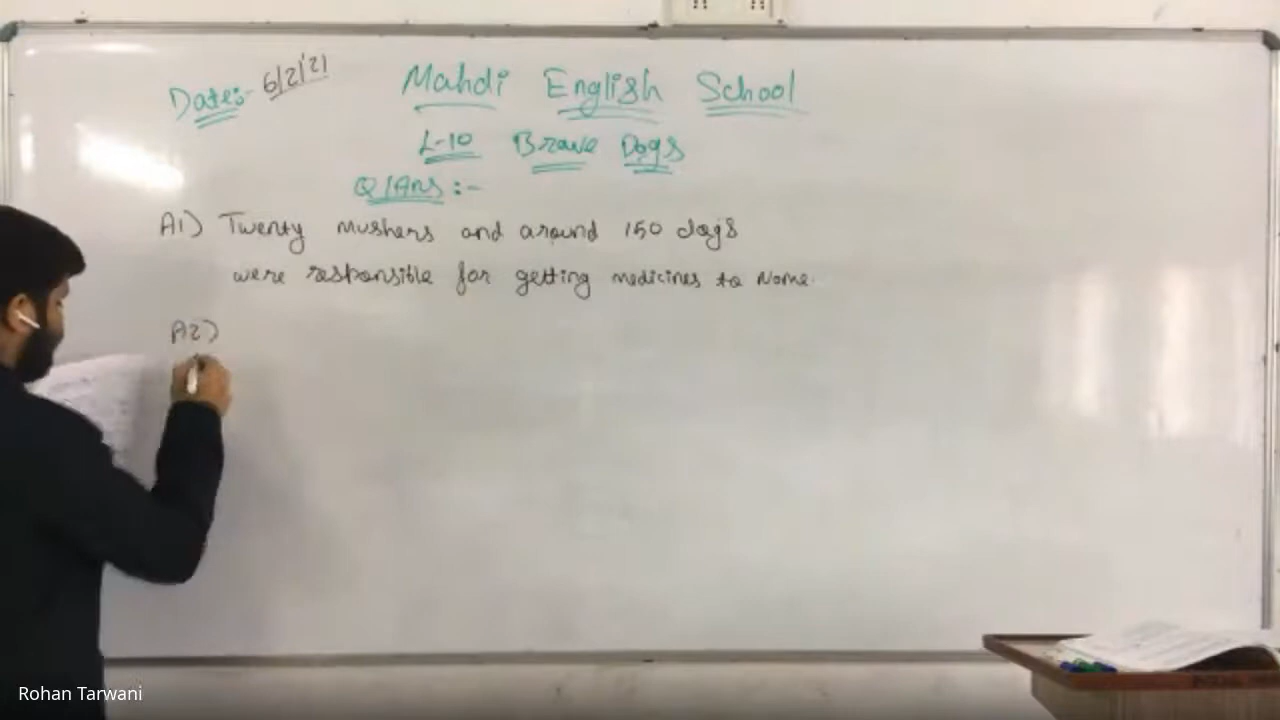 Date:- 6/2/21
Mahdi English School
L-10 Brave Dogs
Q/Ans:-
A1) Twenty mushers and around 150 dogs
were responsible for getting medicines to Nome.
A2)
Rohan Tarwani